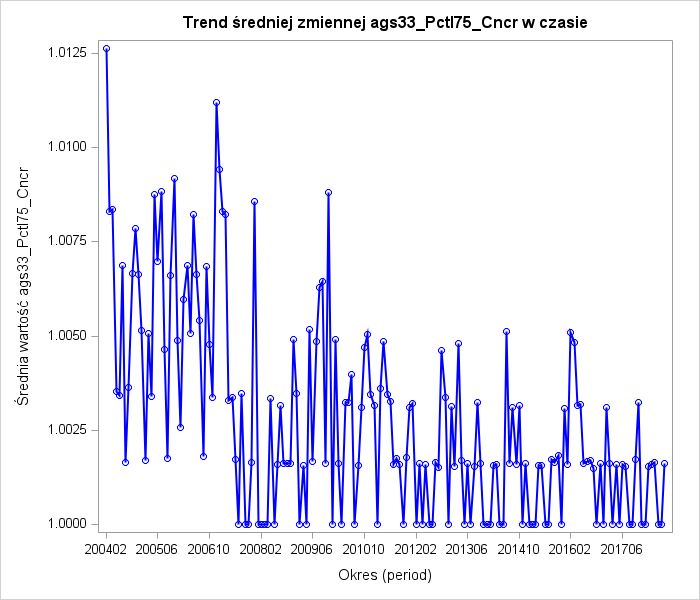 Trend średniej zmiennej ags33_Pctl75_Cncr w czasie
1.0125
1.0100
1.0075
1.0050
1.0025
1.0000
Średnia wartość ags33_Pctl75_Cncr
200402 200506 200610 200802 200906 201010 201202 201306 201410 201602 201706
Okres (period)